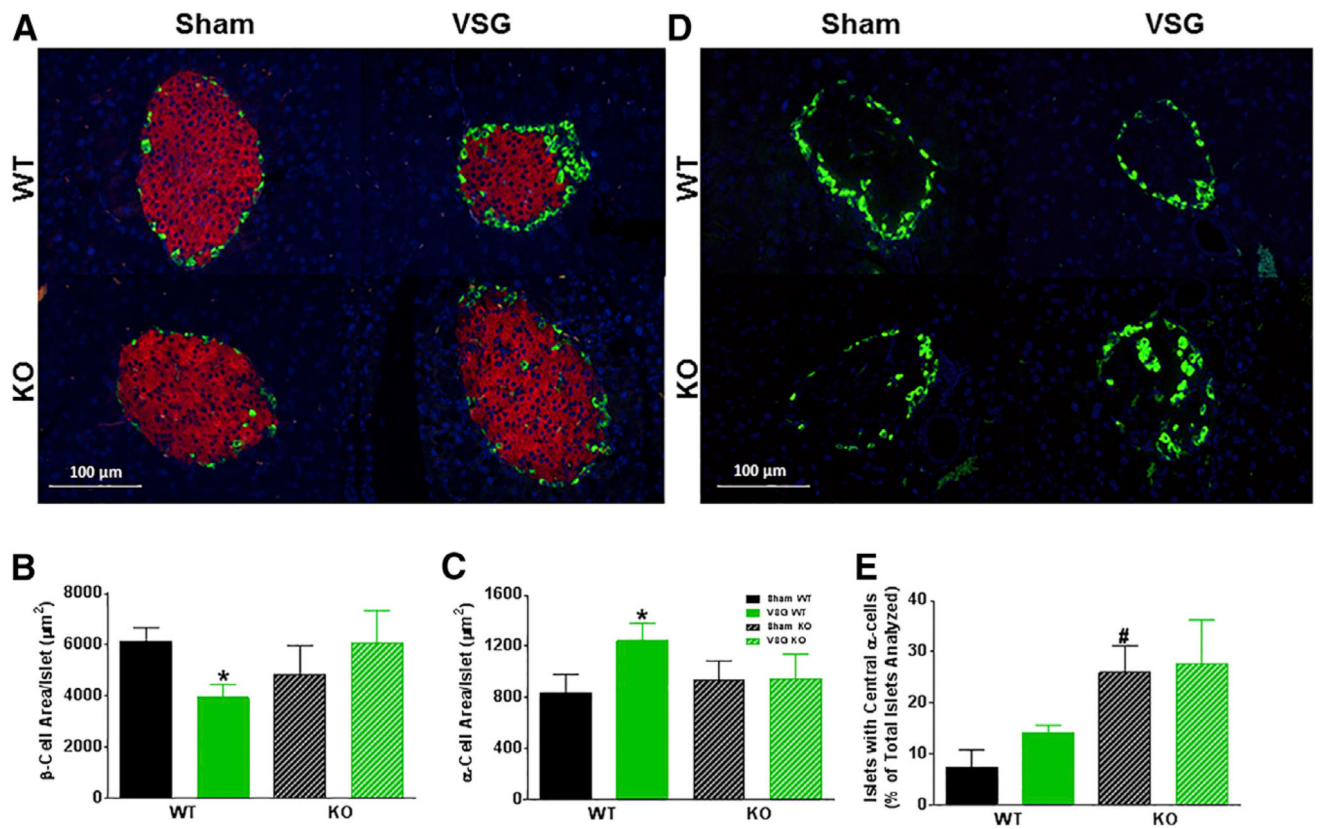 A
Sham
VSG
WT
KO
100 µm
D
Sham
VSG
WT
KO
100 µm
B
β-Cell Area/Islet (µm²)
8000
6000
4000
2000
0
*
WT
KO
C
α-Cell Area/Islet (µm²)
1600
1200
800
400
0
*
Sham WT
VSG WT
Sham KO
VSG KO
WT
KO
E
Islets with Central α-cells
(% of Total Islets Analyzed)
40
30
20
10
0
#
WT
KO